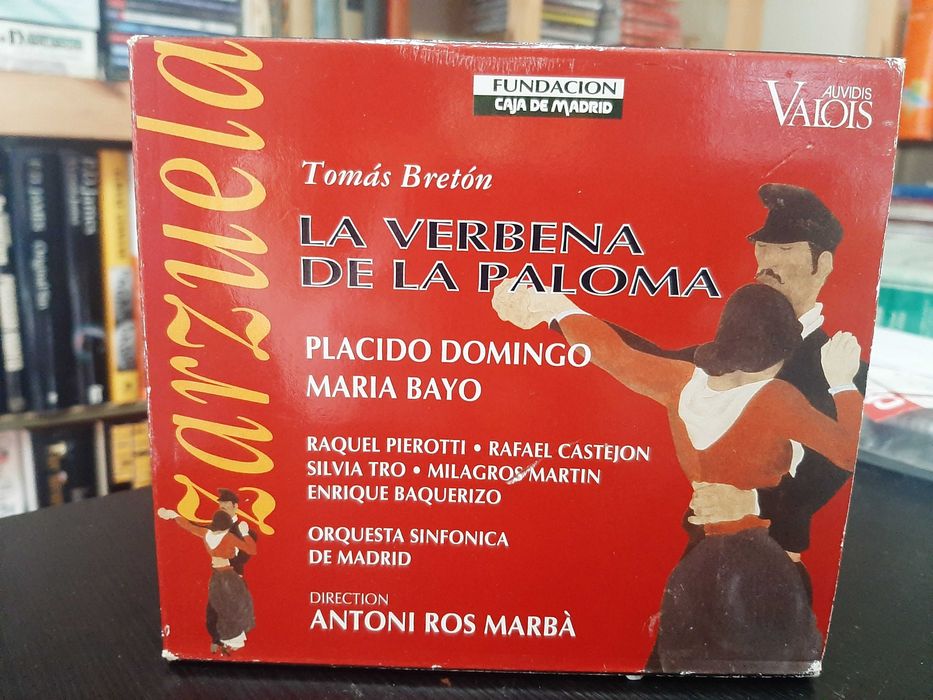 zarzuela
FUNDACION
CAJA DE MADRID
AUVIDIS
VALOIS
Tomás Bretón
LA VERBENA
DE LA PALOMA
PLACIDO DOMINGO
MARIA BAYO
RAQUEL PIEROTTI • RAFAEL CASTEJON
SILVIA TRO • MILAGROS MARTIN
ENRIQUE BAQUERIZO
ORQUESTA SINFONICA
DE MADRID
DIRECTION
ANTONI ROS MARBÀ